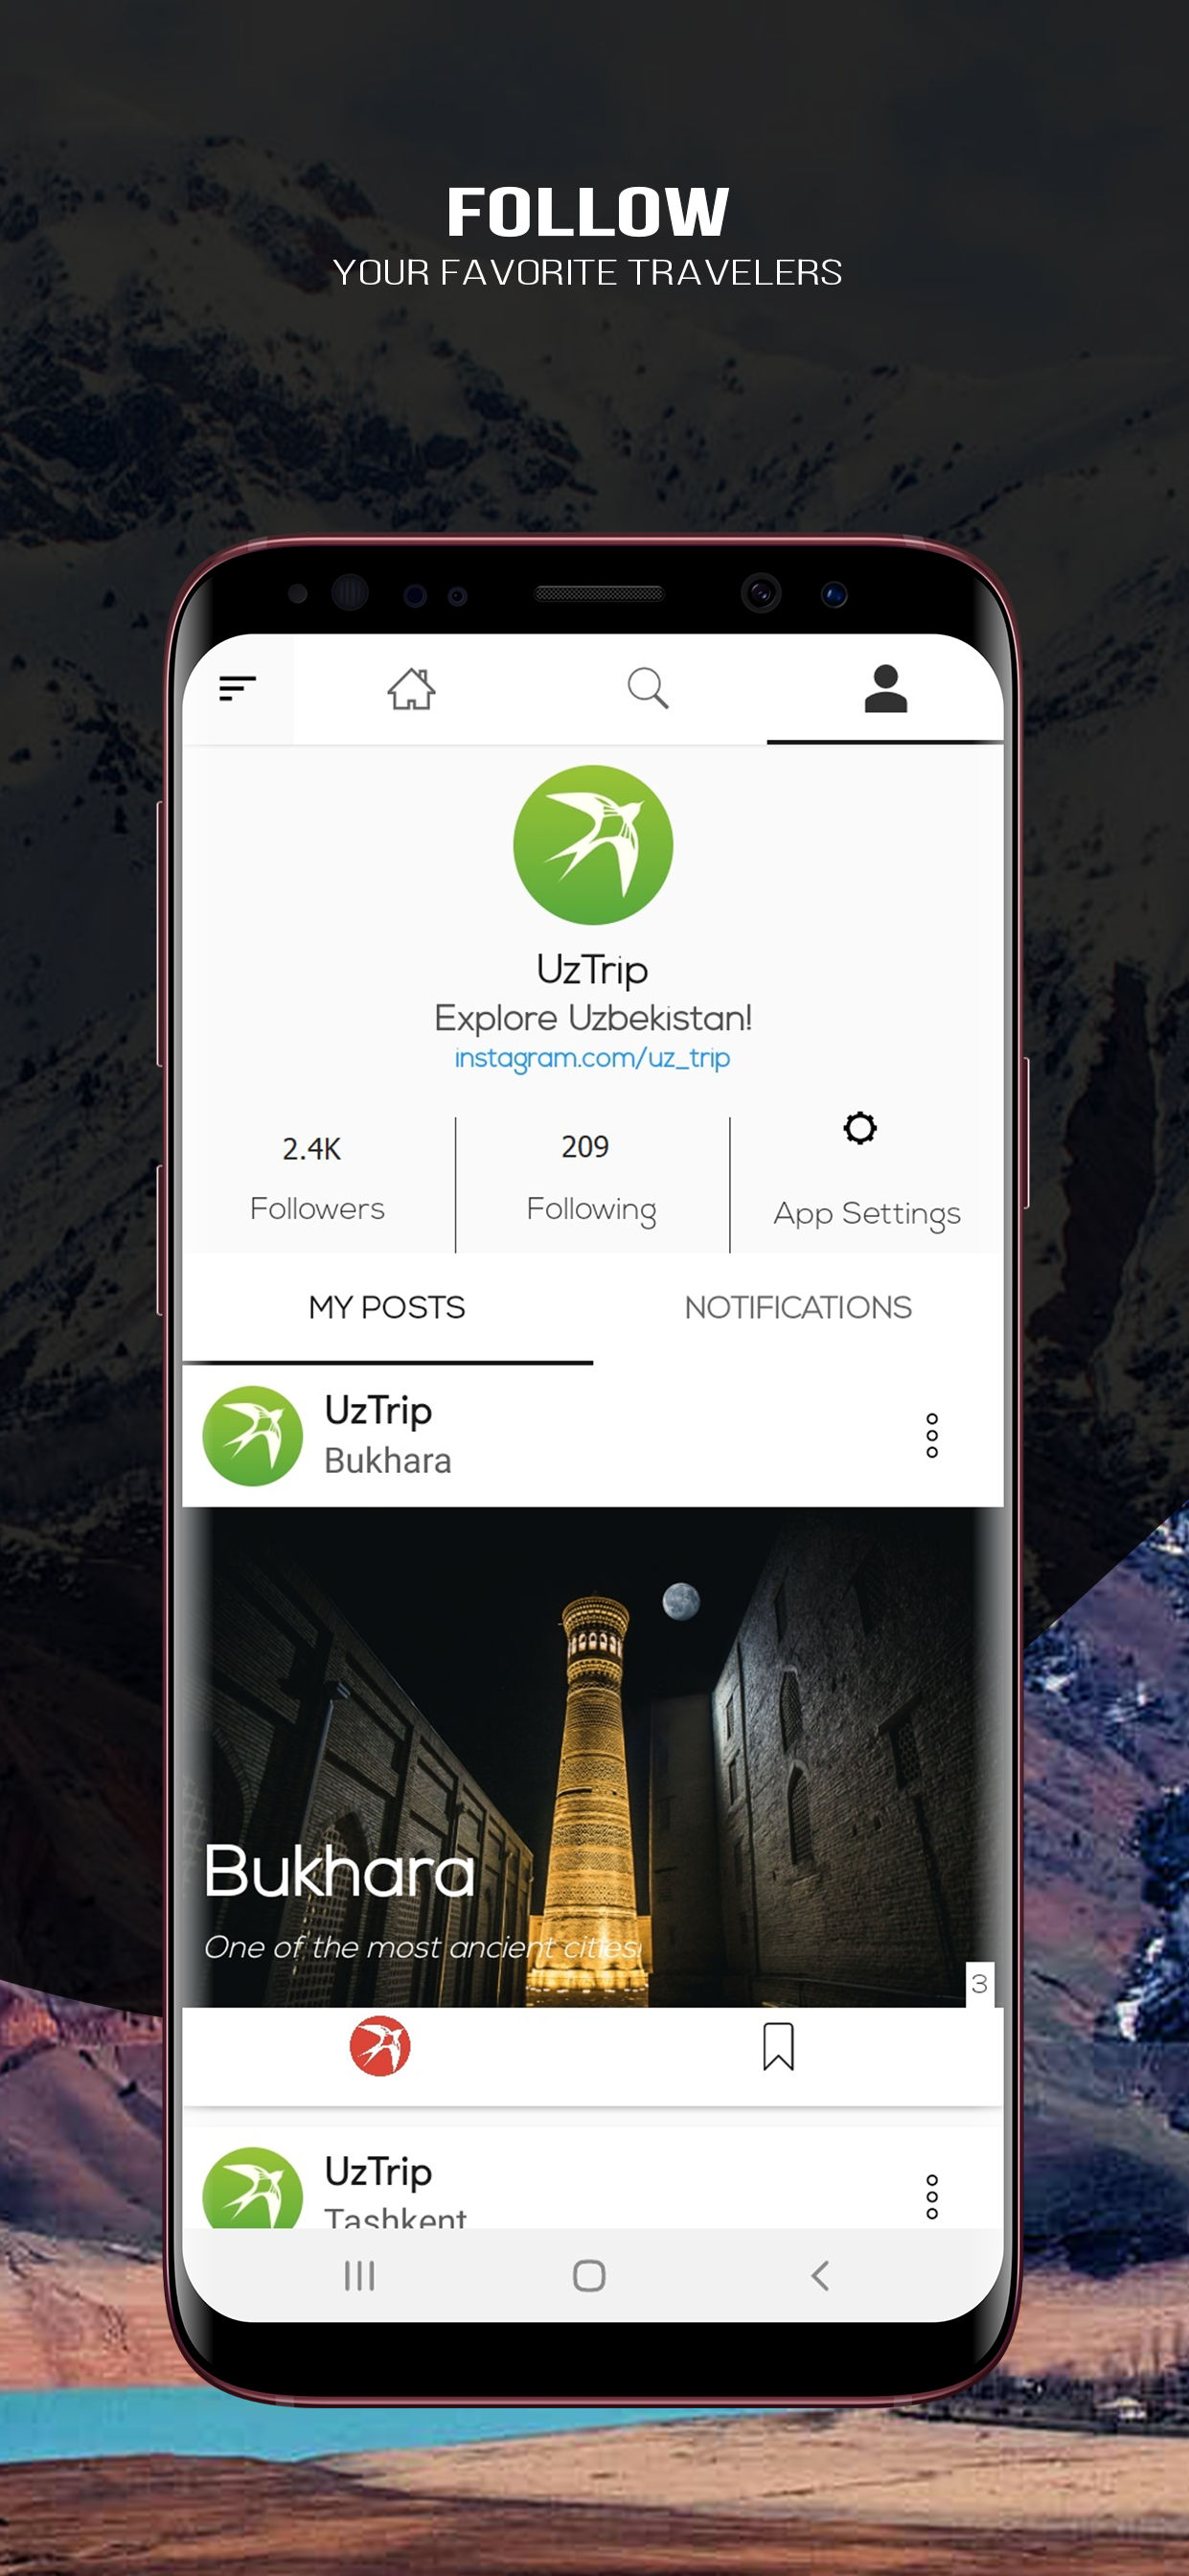 FOLLOW
YOUR FAVORITE TRAVELERS
UzTrip
Explore Uzbekistan!
instagram.com/uz_trip
2.4K
209
Followers
Following
App Settings
MY POSTS
NOTIFICATIONS
UzTrip
Bukhara
Bukhara
One of the most ancient cities!
3
UzTrip
Tashkent